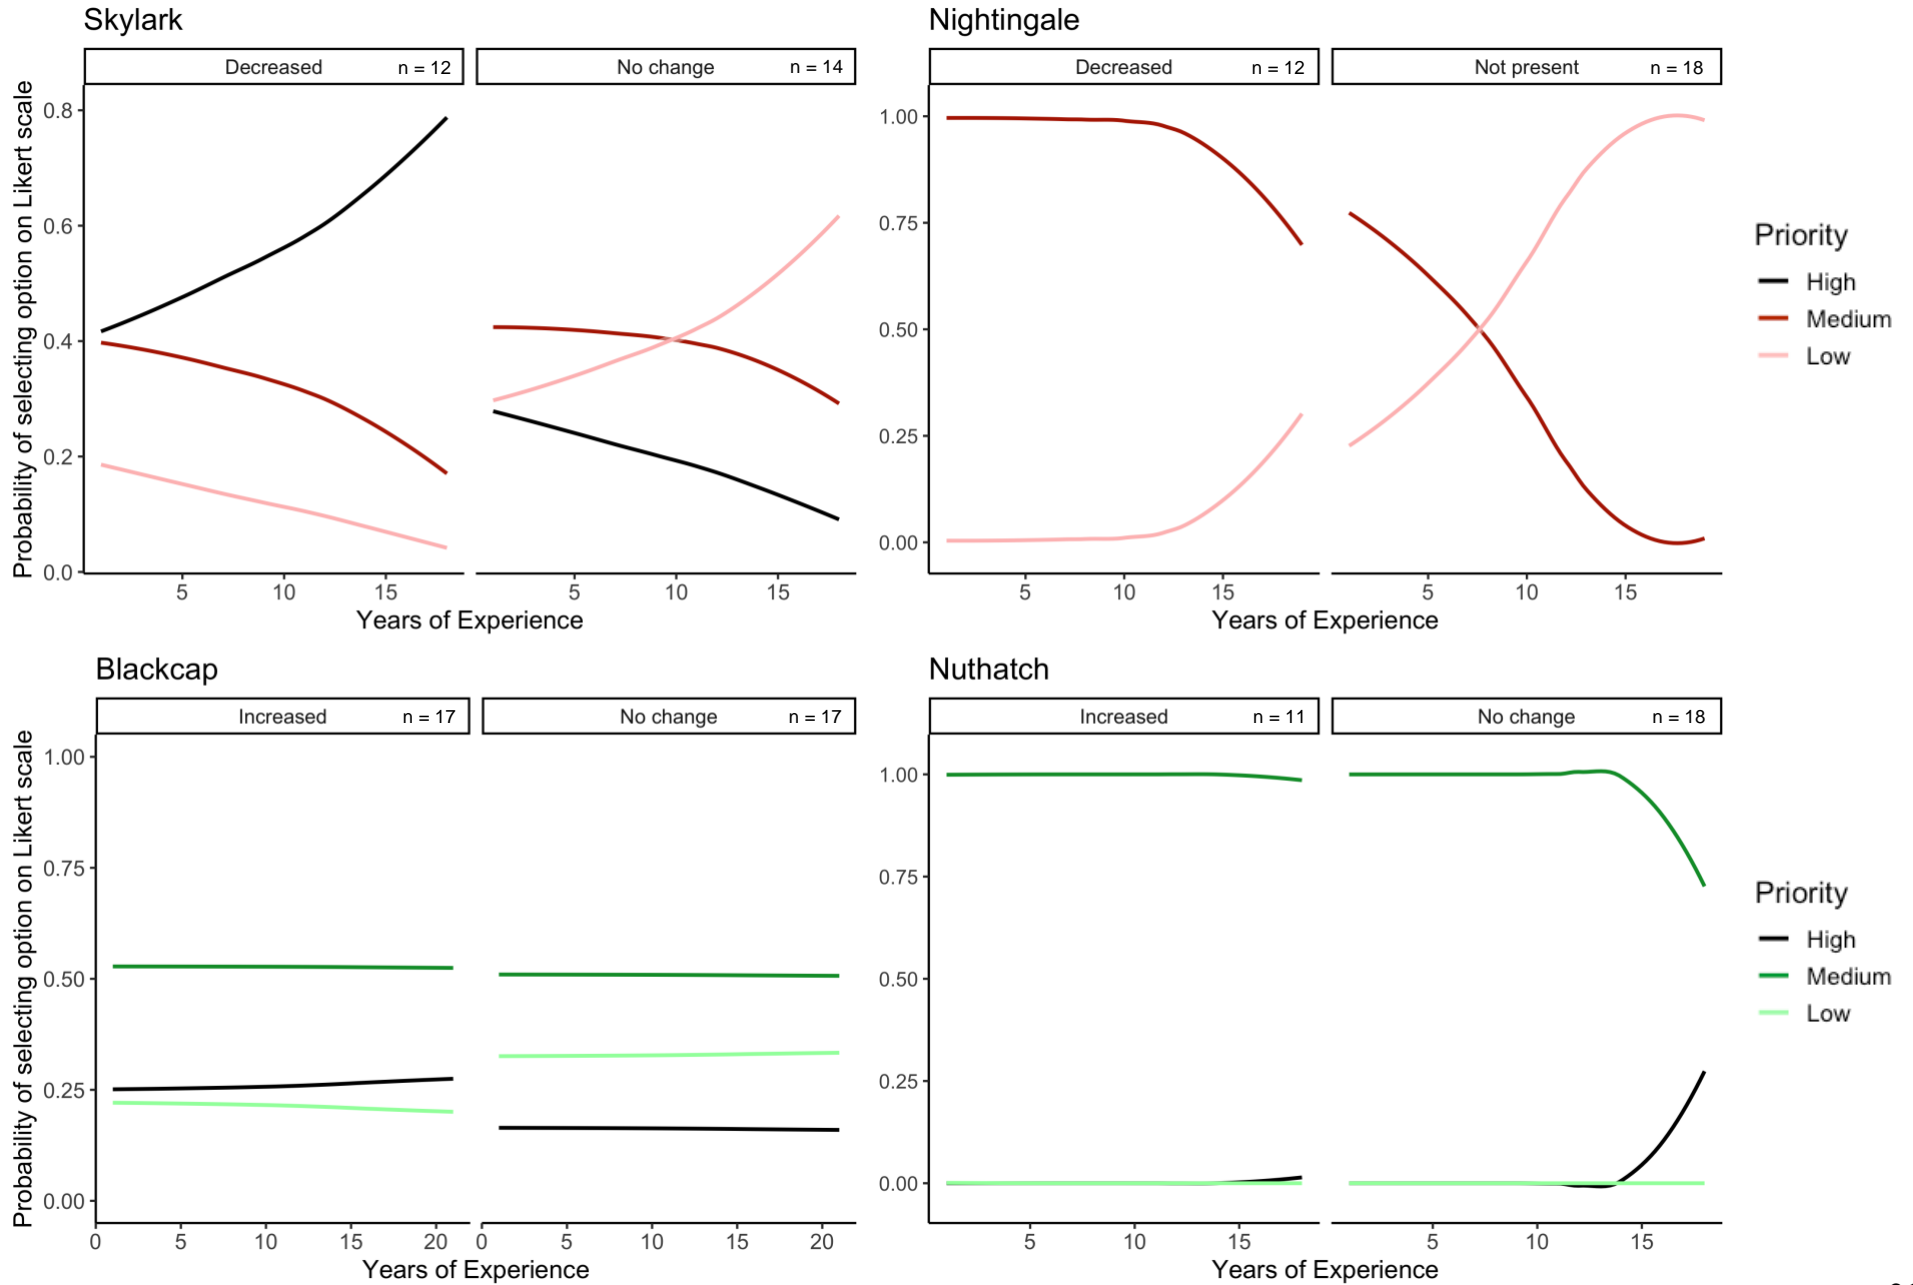 Skylark
Decreased n = 12
No change n = 14
Probability of selecting option on Likert scale
0.8
0.6
0.4
0.2
0.0
5 10 15
5 10 15
Years of Experience
Nightingale
Decreased n = 12
Not present n = 18
1.00
0.75
0.50
0.25
0.00
5 10 15
5 10 15
Years of Experience
Priority
High
Medium
Low
Blackcap
Increased n = 17
No change n = 17
Probability of selecting option on Likert scale
1.00
0.75
0.50
0.25
0.00
0 5 10 15 20
0 5 10 15 20
Years of Experience
Nuthatch
Increased n = 11
No change n = 18
1.00
0.75
0.50
0.25
0.00
5 10 15
5 10 15
Years of Experience
Priority
High
Medium
Low